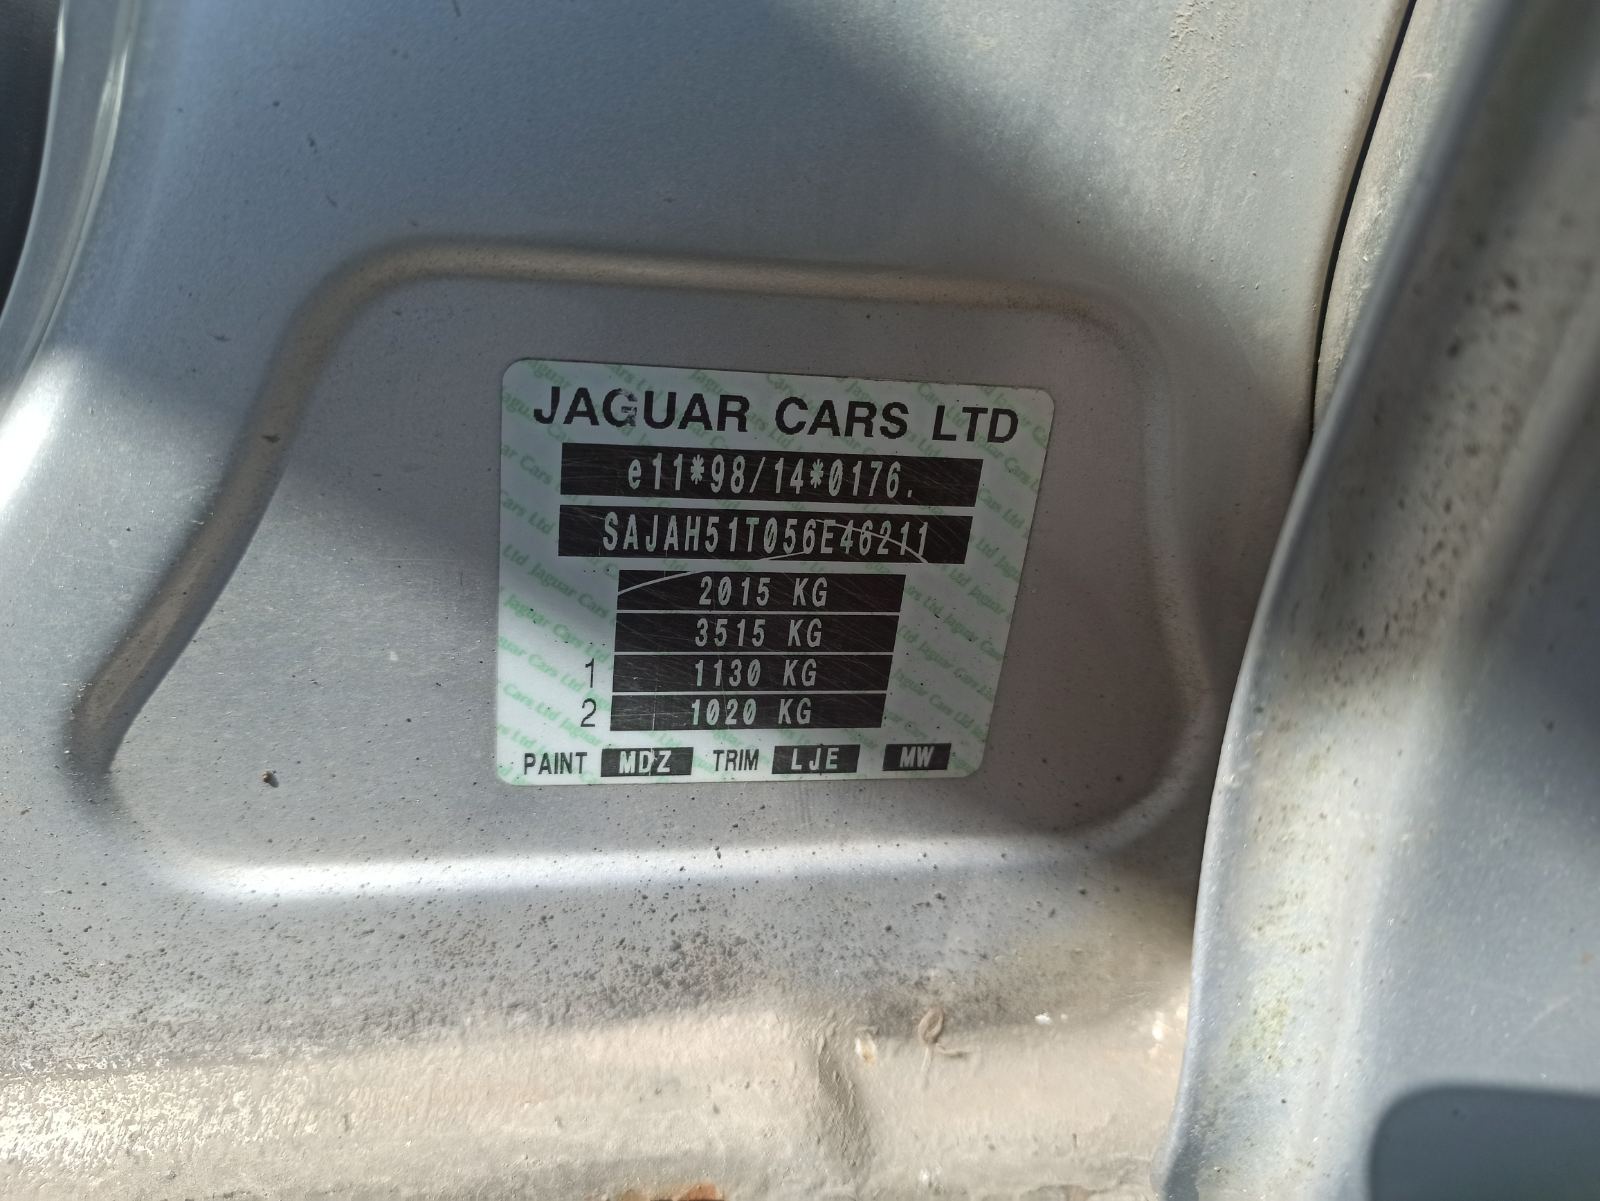 JAGUAR CARS LTD
e11*98/14*0176.
SAJAH51T056E46211
2015 KG
3515 KG
1 1130 KG
2 1020 KG
PAINT MDZ TRIM LJE MW